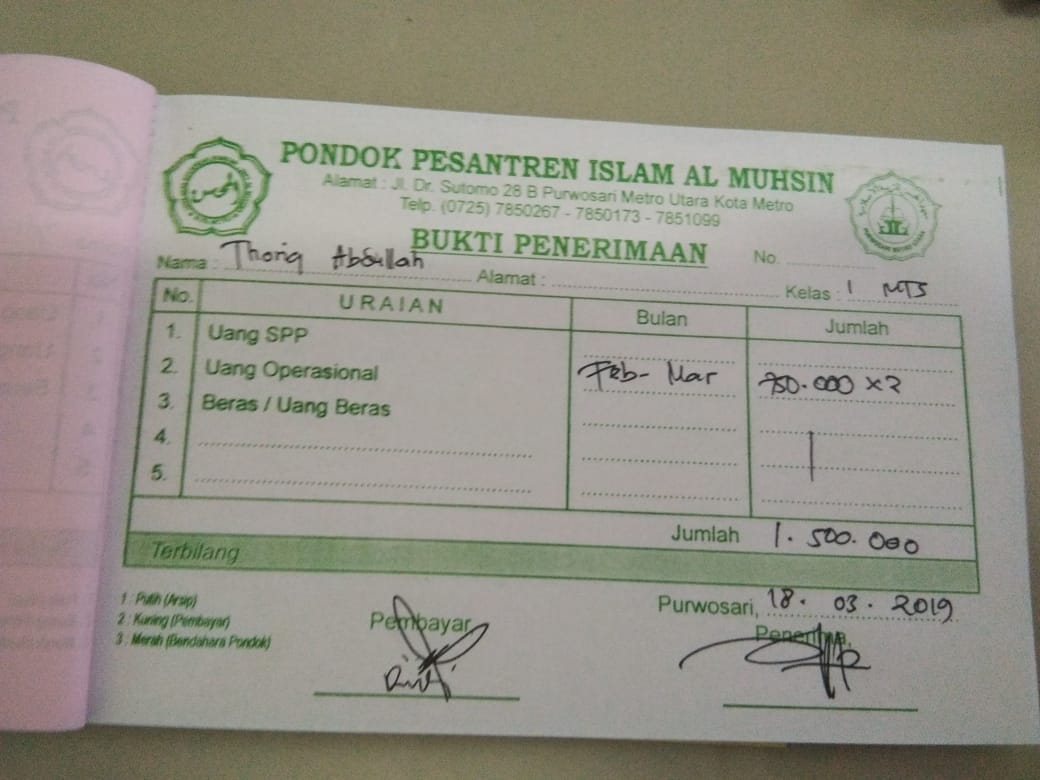 PONDOK PESANTREN ISLAM AL MUHSIN
Alamat : Jl. Dr. Sutomo 28 B Purwosari Metro Utara Kota Metro
Telp. (0725) 7850267 - 7850173 - 7851099
BUKTI PENERIMAAN
No.
Nama : Thoriq Abdullah Alamat : Kelas : 1 MTS
No. URAIAN Bulan Jumlah
1. Uang SPP
2. Uang Operasional Feb - Mar 750.000 x 2
3. Beras / Uang Beras
4.
5.
Jumlah 1.500.000
Terbilang
1 : Putih (Arsip)
2 : Kuning (Pembayar)
3 : Merah (Bendahara Pondok)
Purwosari, 18. 03. 2019
Pembayar, Penerima,